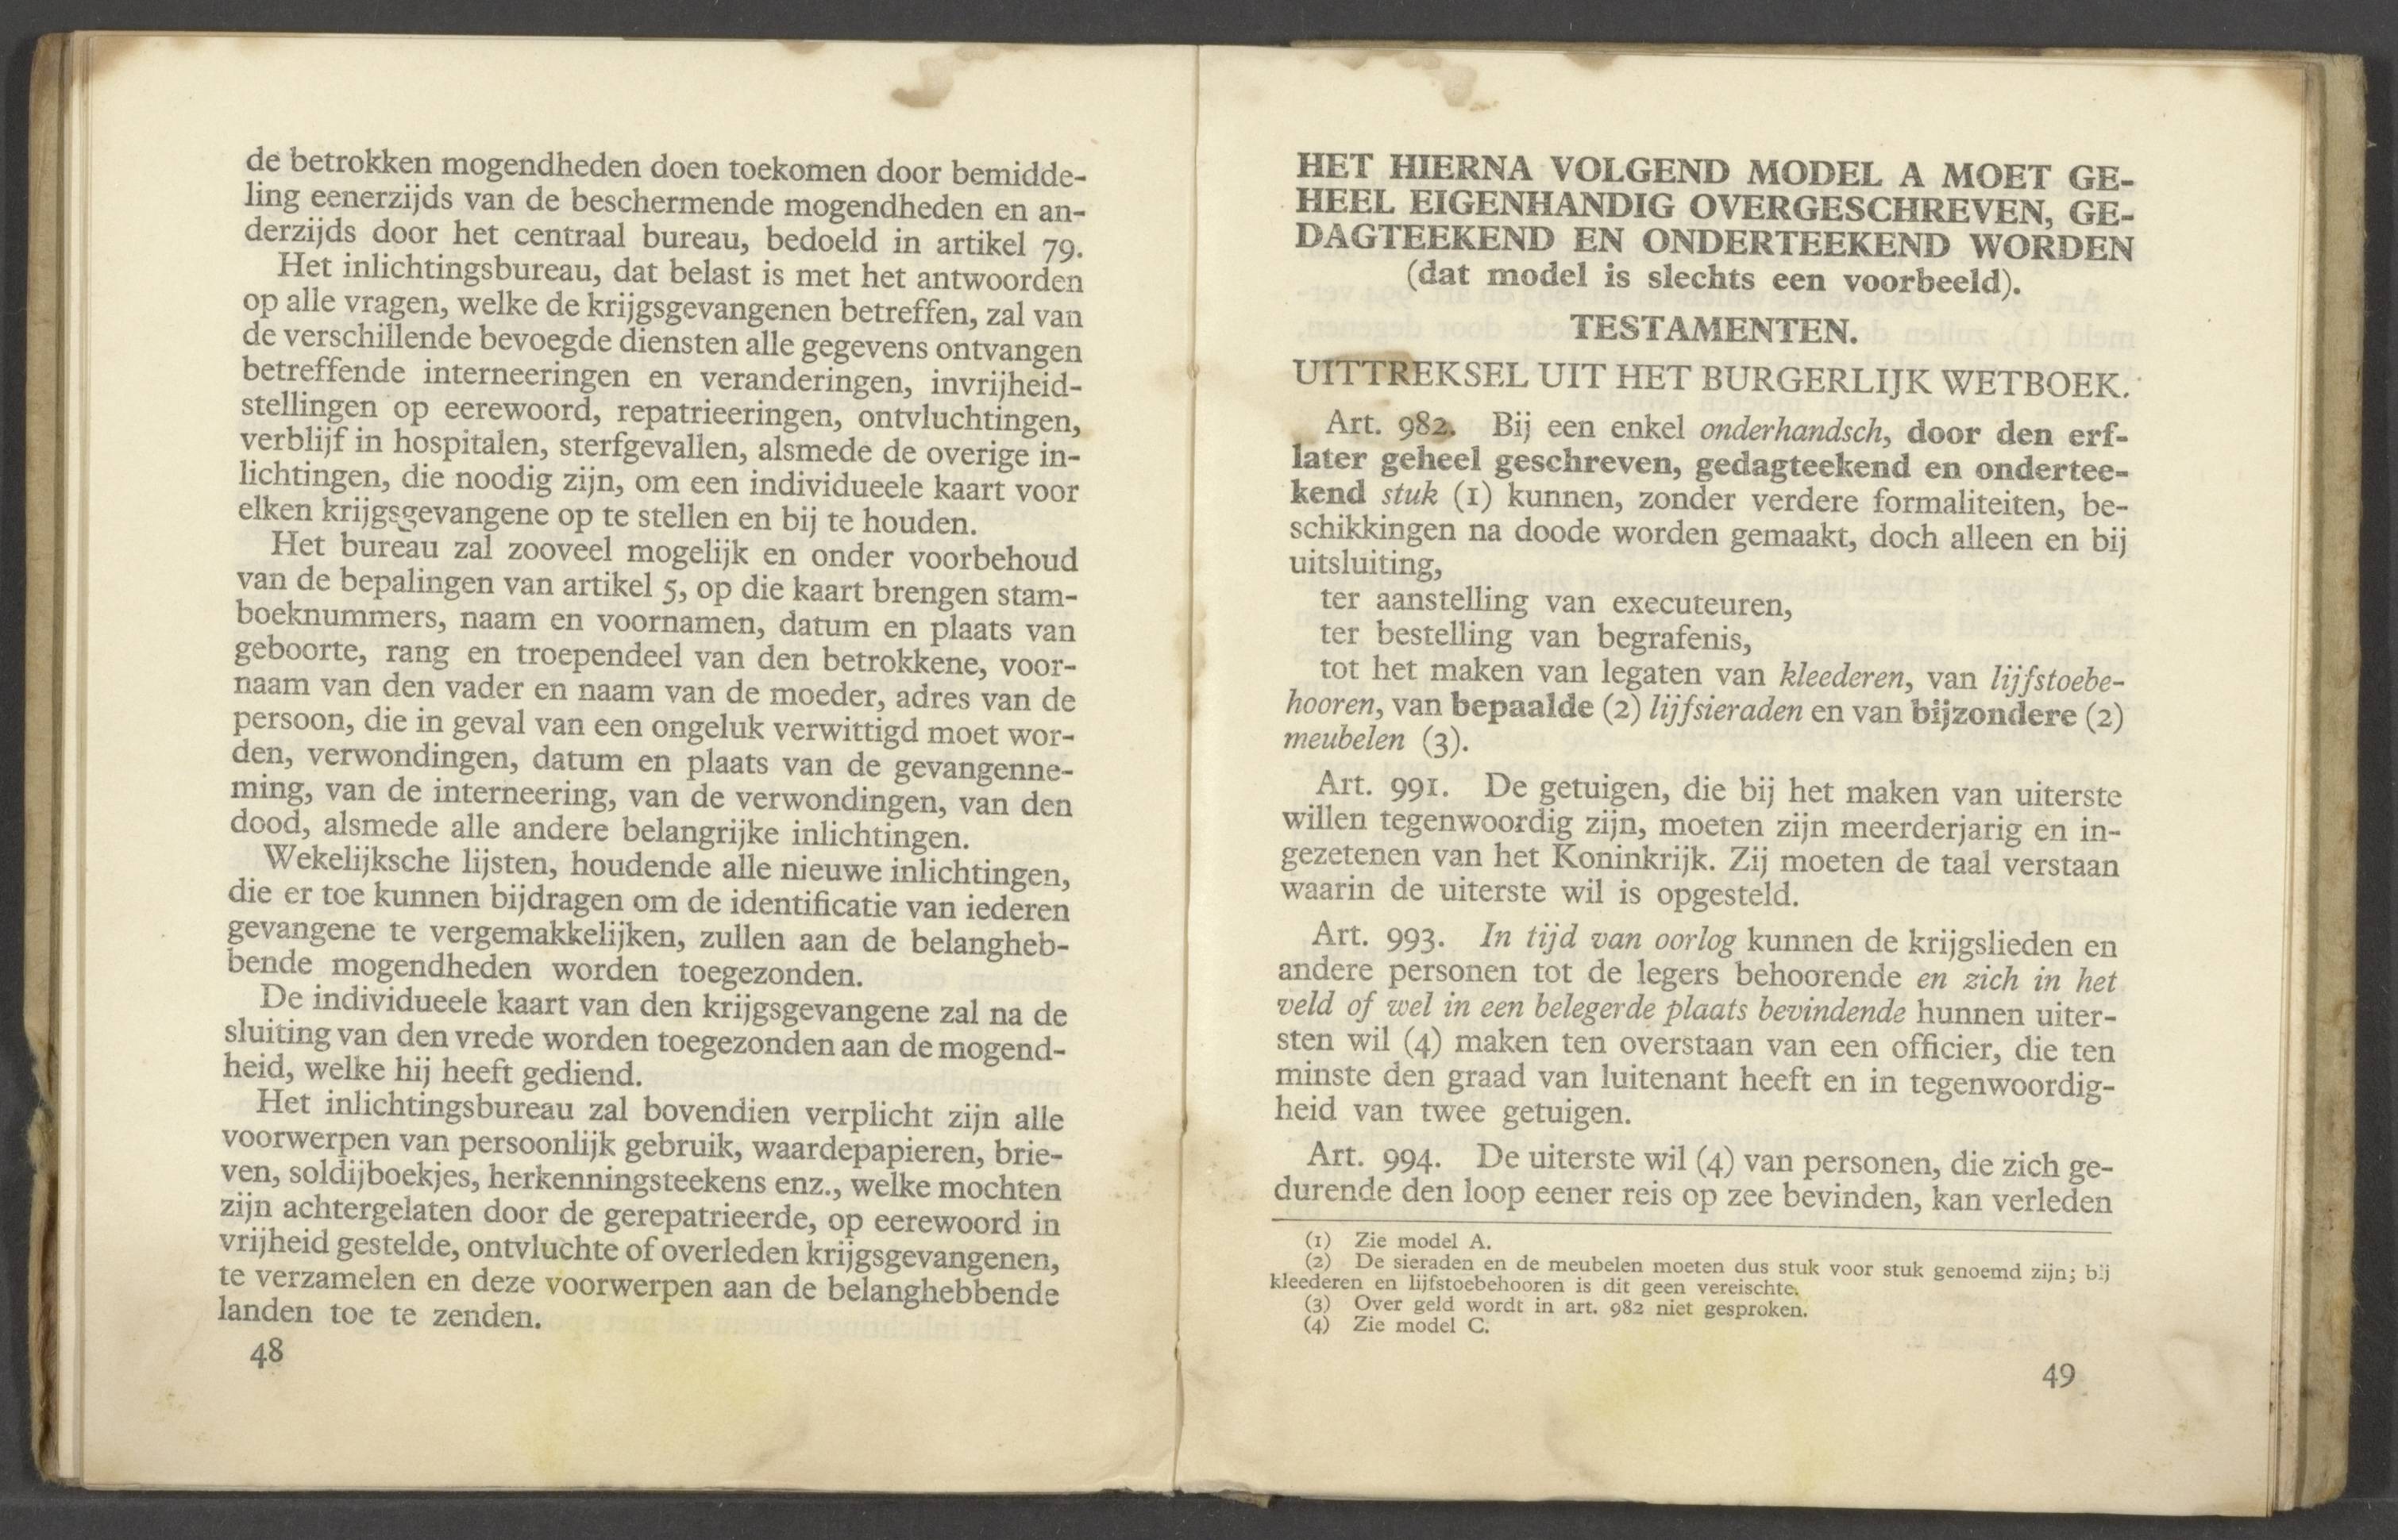 de betrokken mogendheden doen toekomen door bemidde-
ling eenerzijds van de beschermende mogendheden en an-
derzijds door het centraal bureau, bedoeld in artikel 79.
Het inlichtingsbureau, dat belast is met het antwoorden
op alle vragen, welke de krijgsgevangenen betreffen, zal van
de verschillende bevoegde diensten alle gegevens ontvangen
betreffende interneeringen en veranderingen, invrijheid-
stellingen op eerewoord, repatrieeringen, ontvluchtingen,
verblijf in hospitalen, sterfgevallen, alsmede de overige in-
lichtingen, die noodig zijn, om een individueele kaart voor
elken krijgsgevangene op te stellen en bij te houden.
Het bureau zal zooveel mogelijk en onder voorbehoud
van de bepalingen van artikel 5, op die kaart brengen stam-
boeknummers, naam en voornamen, datum en plaats van
geboorte, rang en troependeel van den betrokkene, voor-
naam van den vader en naam van de moeder, adres van de
persoon, die in geval van een ongeluk verwittigd moet wor-
den, verwondingen, datum en plaats van de gevangenne-
ming, van de interneering, van de verwondingen, van den
dood, alsmede alle andere belangrijke inlichtingen.
Wekelijksche lijsten, houdende alle nieuwe inlichtingen,
die er toe kunnen bijdragen om de identificatie van iederen
gevangene te vergemakkelijken, zullen aan de belangheb-
bende mogendheden worden toegezonden.
De individueele kaart van den krijgsgevangene zal na de
sluiting van den vrede worden toegezonden aan de mogend-
heid, welke hij heeft gediend.
Het inlichtingsbureau zal bovendien verplicht zijn alle
voorwerpen van persoonlijk gebruik, waardepapieren, brie-
ven, soldijboekjes, herkenningsteekens enz., welke mochten
zijn achtergelaten door de gerepatrieerde, op eerewoord in
vrijheid gestelde, ontvluchte of overleden krijgsgevangenen,
te verzamelen en deze voorwerpen aan de belanghebbende
landen toe te zenden.
48
HET HIERNA VOLGEND MODEL A MOET GE-
HEEL EIGENHANDIG OVERGESCHREVEN, GE-
DAGTEEKEND EN ONDERTEEKEND WORDEN
(dat model is slechts een voorbeeld).
TESTAMENTEN.
UITTREKSEL UIT HET BURGERLIJK WETBOEK.
Art. 982. Bij een enkel onderhandsch, door den erf-
later geheel geschreven, gedagteekend en ondertee-
kend stuk (1) kunnen, zonder verdere formaliteiten, be-
schikkingen na doode worden gemaakt, doch alleen en bij
uitsluiting,
ter aanstelling van executeuren,
ter bestelling van begrafenis,
tot het maken van legaten van kleederen, van lijfstoebe-
hooren, van bepaalde (2) lijfsieraden en van bijzondere (2)
meubelen (3).
Art. 991. De getuigen, die bij het maken van uiterste
willen tegenwoordig zijn, moeten zijn meerderjarig en in-
gezetenen van het Koninkrijk. Zij moeten de taal verstaan
waarin de uiterste wil is opgesteld.
Art. 993. In tijd van oorlog kunnen de krijgslieden en
andere personen tot de legers behoorende en zich in het
veld of wel in een belegerde plaats bevindende hunnen uiter-
sten wil (4) maken ten overstaan van een officier, die ten
minste den graad van luitenant heeft en in tegenwoordig-
heid van twee getuigen.
Art. 994. De uiterste wil (4) van personen, die zich ge-
durende den loop eener reis op zee bevinden, kan verleden
(1) Zie model A.
(2) De sieraden en de meubelen moeten dus stuk voor stuk genoemd zijn; bij
kleederen en lijfstoebehooren is dit geen vereischte.
(3) Over geld wordt in art. 982 niet gesproken.
(4) Zie model C.
49